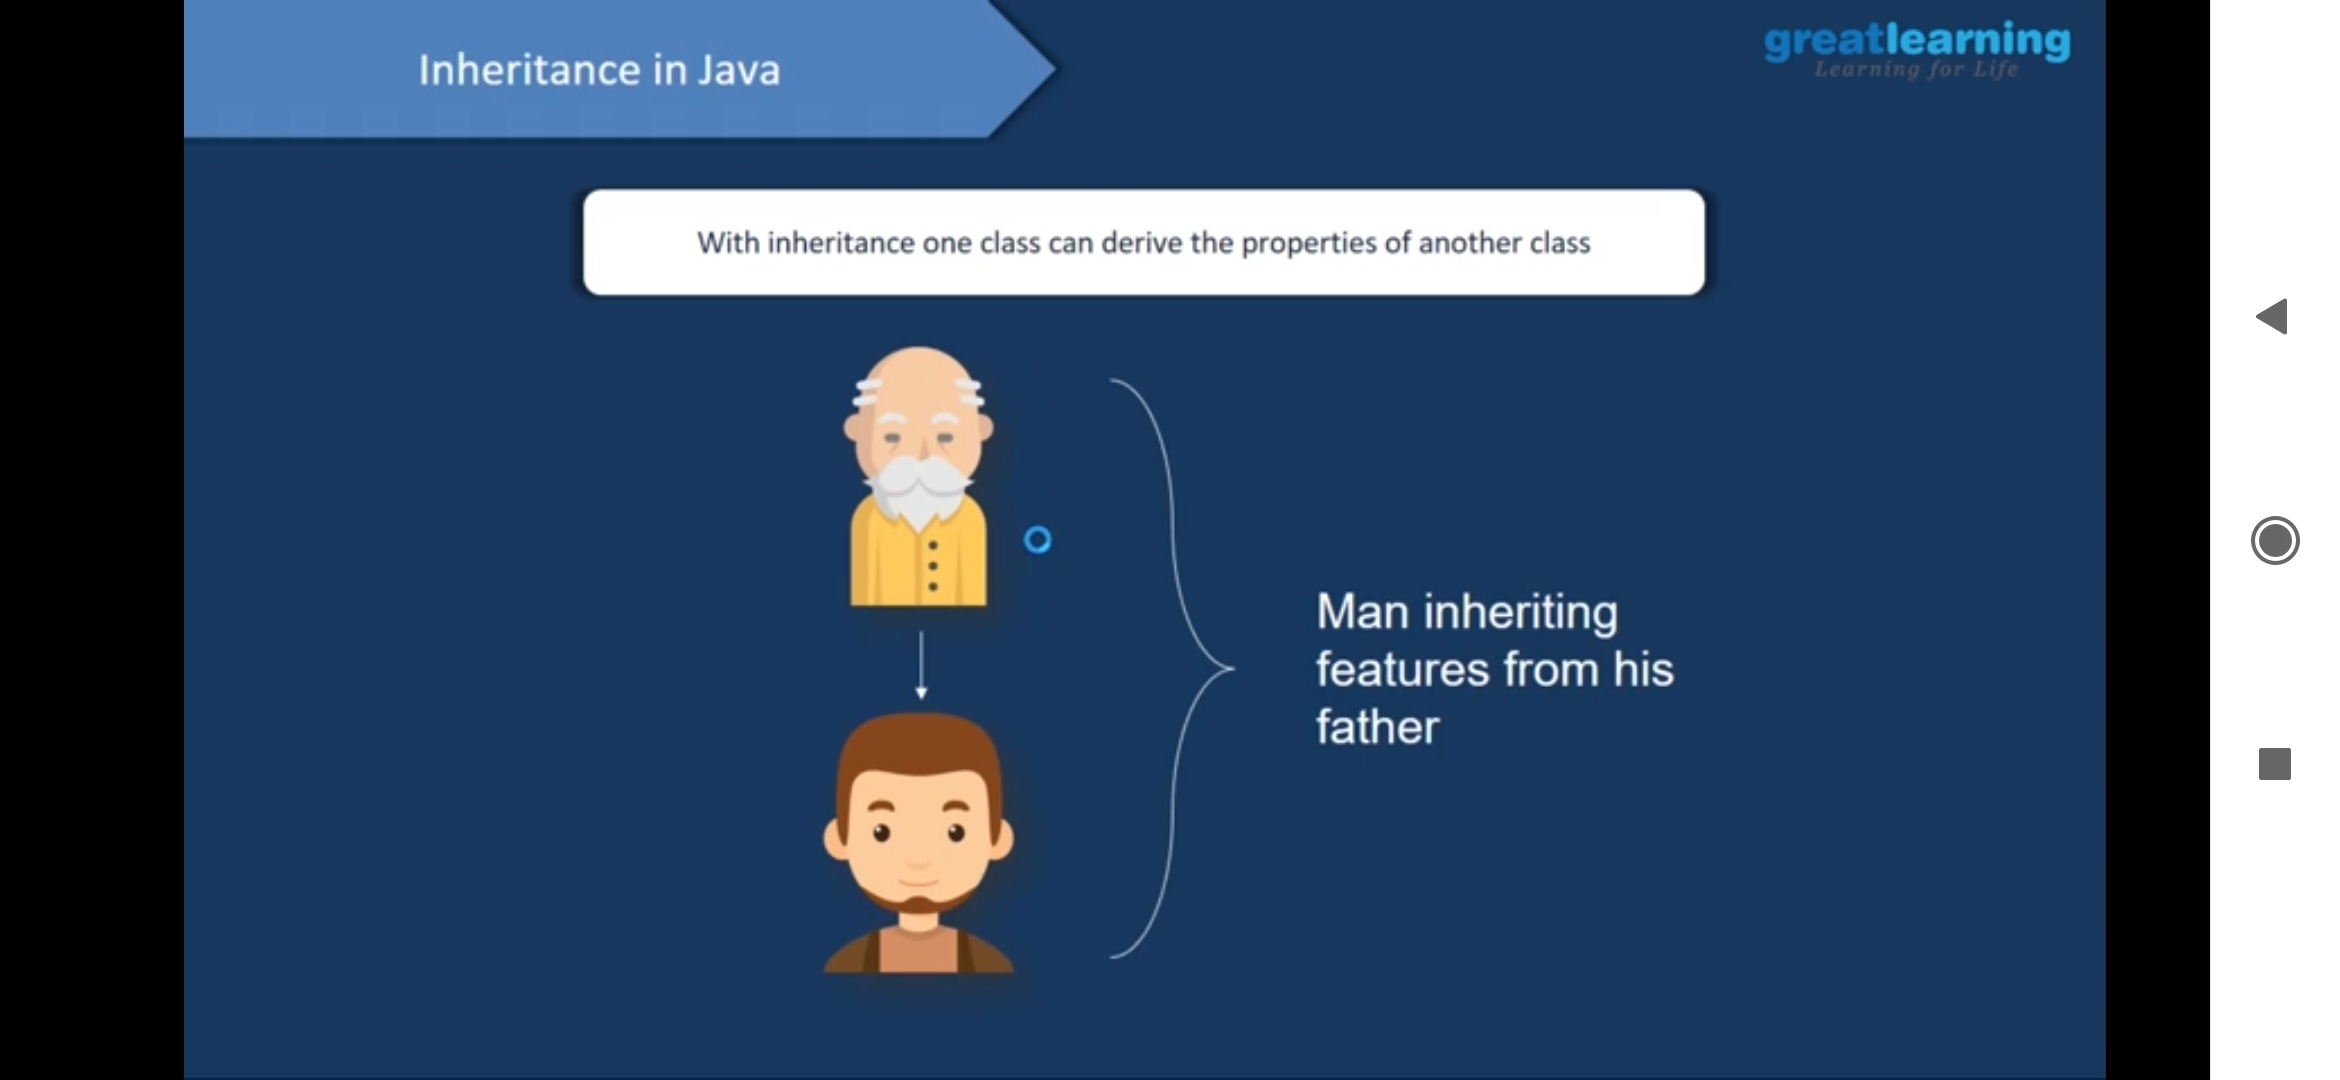 Inheritance in Java
greatlearning
Learning for Life
With inheritance one class can derive the properties of another class
Man inheriting
features from his
father